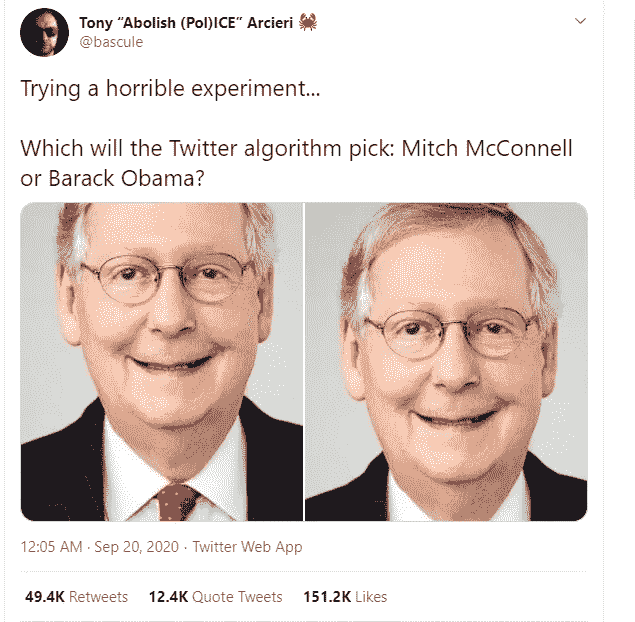 Tony “Abolish (Pol)ICE” Arcieri 🦀
@bascule
Trying a horrible experiment...
Which will the Twitter algorithm pick: Mitch McConnell
or Barack Obama?
12:05 AM · Sep 20, 2020 · Twitter Web App
49.4K Retweets 12.4K Quote Tweets 151.2K Likes